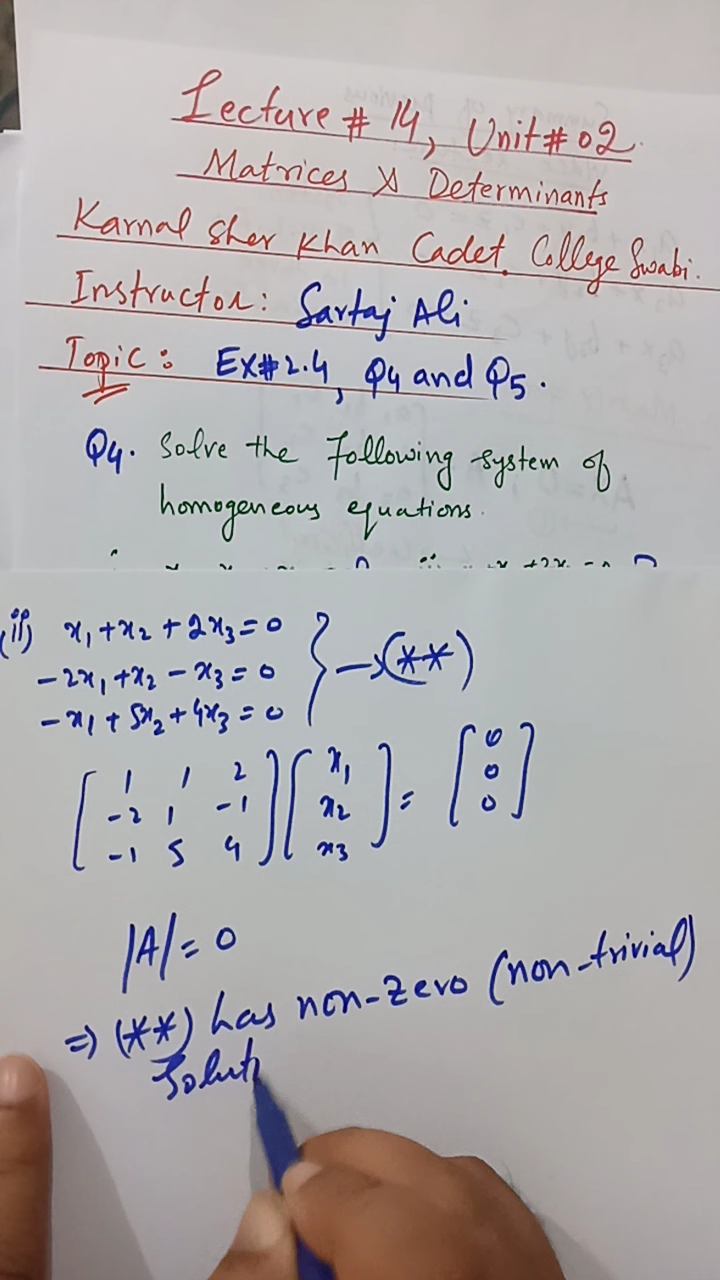 Lecture # 14, Unit # 02
Matrices & Determinants
Karnal Sher Khan Cadet College Swabi.
Instructor: Sartaj Ali
Topic: Ex#2.4, Q4 and Q5.
Q4. Solve the following system of
homogeneous equations.
(ii) x₁ + x₂ + 2x₃ = 0
-2x₁ + x₂ - x₃ = 0 } → (**)
-x₁ + 5x₂ + 4x₃ = 0
[1 1 2; -2 1 -1; -1 5 4] [x₁; x₂; x₃] = [0; 0; 0]
|A| = 0
⇒ (**) has non-zero (non-trivial)
Solut